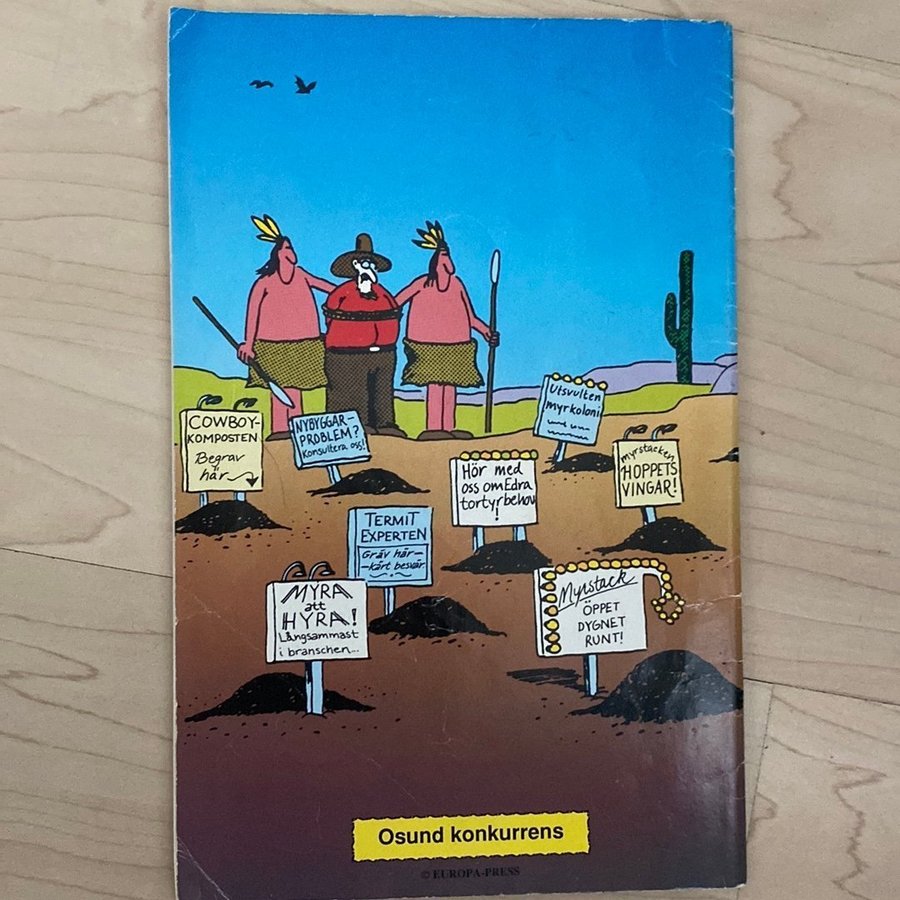 COWBOY-
KOMPOSTEN
Begrav
här
NYBYGGAR-
PROBLEM?
Konsultera oss!
Utsvulten
myrkoloni
Hör med
oss om Edra
tortyrbehov
!
myrstacken
HOPPETS
VINGAR!
TERMIT
EXPERTEN
Gräv här-
-kärt besvär
MYRA
att
HYRA!
Långsammast
i branschen...
Myrstack
ÖPPET
DYGNET
RUNT!
Osund konkurrens
© EUROPA-PRESS